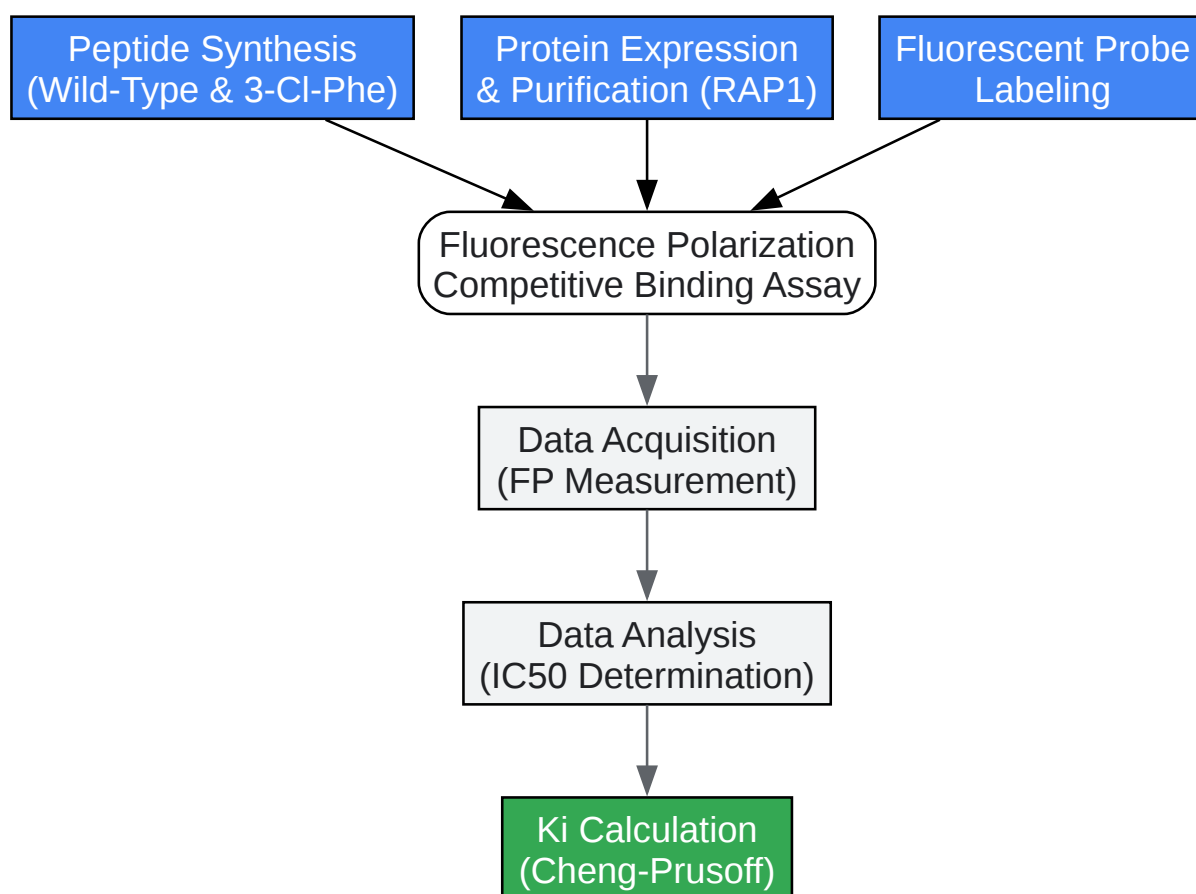 Peptide Synthesis
(Wild-Type & 3-Cl-Phe)
Protein Expression
& Purification (RAP1)
Fluorescent Probe
Labeling
Fluorescence Polarization
Competitive Binding Assay
Data Acquisition
(FP Measurement)
Data Analysis
(IC50 Determination)
Ki Calculation
(Cheng-Prusoff)